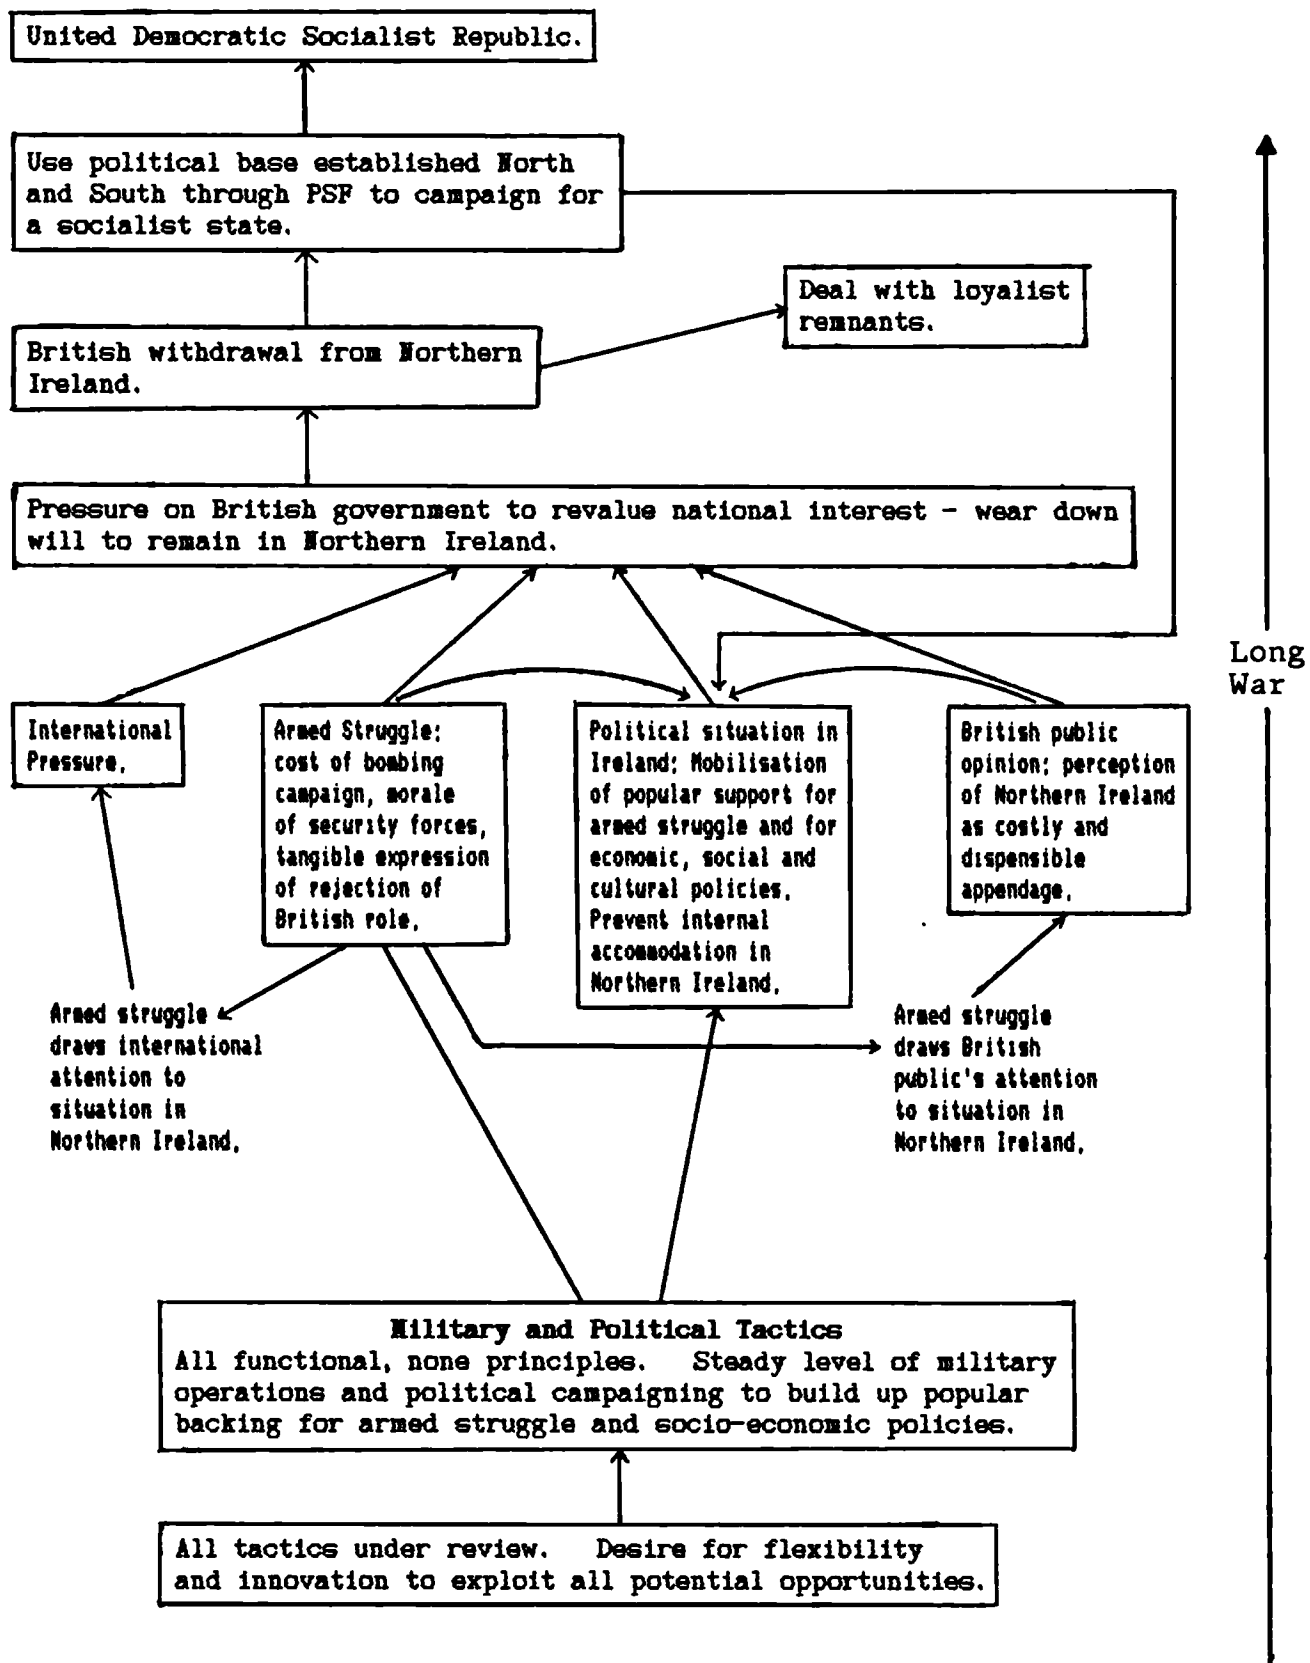 United Democratic Socialist Republic.
Use political base established North
and South through PSF to campaign for
a socialist state.
Deal with loyalist
remnants.
British withdrawal from Northern
Ireland.
Pressure on British government to revalue national interest - wear down
will to remain in Northern Ireland.
Long
War
International
Pressure.
Armed Struggle:
cost of bombing
campaign, morale
of security forces,
tangible expression
of rejection of
British role.
Political situation in
Ireland: Mobilisation
of popular support for
armed struggle and for
economic, social and
cultural policies.
Prevent internal
accommodation in
Northern Ireland.
British public
opinion: perception
of Northern Ireland
as costly and
dispensible
appendage.
Armed struggle
draws international
attention to
situation in
Northern Ireland.
Armed struggle
draws British
public's attention
to situation in
Northern Ireland.
Military and Political Tactics
All functional, none principles. Steady level of military
operations and political campaigning to build up popular
backing for armed struggle and socio-economic policies.
All tactics under review. Desire for flexibility
and innovation to exploit all potential opportunities.